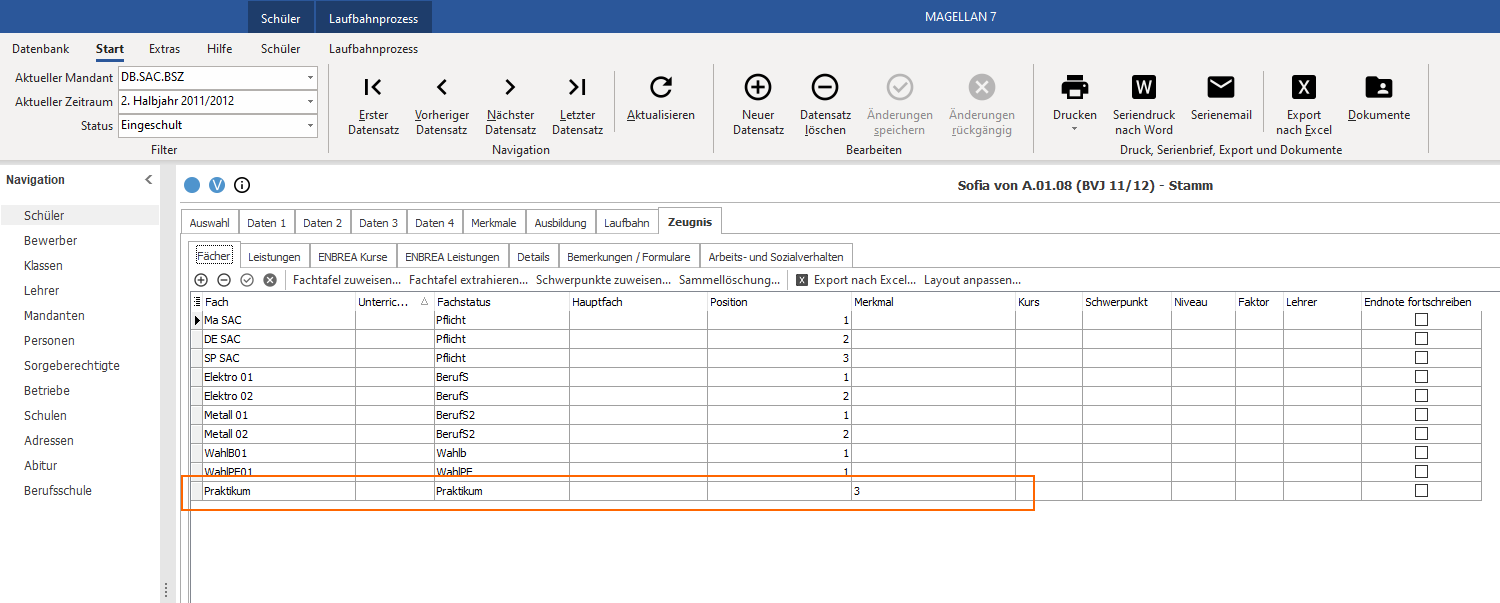 Schüler Laufbahnprozess MAGELLAN 7
Datenbank Start Extras Hilfe Schüler Laufbahnprozess
Aktueller Mandant DB.SAC.BSZ
Aktueller Zeitraum 2. Halbjahr 2011/2012
Status Eingeschult
Filter
Erster Datensatz
Vorheriger Datensatz
Nächster Datensatz
Letzter Datensatz
Aktualisieren
Navigation
Neuer Datensatz
Datensatz löschen
Änderungen speichern
Änderungen rückgängig
Bearbeiten
Drucken
W
Seriendruck nach Word
Serienemail
X
Export nach Excel
Dokumente
Druck, Serienbrief, Export und Dokumente
Navigation
Schüler
Bewerber
Klassen
Lehrer
Mandanten
Personen
Sorgeberechtigte
Betriebe
Schulen
Adressen
Abitur
Berufsschule
V i Sofia von A.01.08 (BVJ 11/12) - Stamm
Auswahl Daten 1 Daten 2 Daten 3 Daten 4 Merkmale Ausbildung Laufbahn Zeugnis
Fächer Leistungen ENBREA Kurse ENBREA Leistungen Details Bemerkungen / Formulare Arbeits- und Sozialverhalten
Fachtafel zuweisen... Fachtafel extrahieren... Schwerpunkte zuweisen... Sammellöschung... X Export nach Excel... Layout anpassen...
Fach Unterric... Fachstatus Hauptfach Position Merkmal Kurs Schwerpunkt Niveau Faktor Lehrer Endnote fortschreiben
Ma SAC Pflicht 1
DE SAC Pflicht 2
SP SAC Pflicht 3
Elektro 01 BerufS 1
Elektro 02 BerufS 2
Metall 01 BerufS2 1
Metall 02 BerufS2 2
WahlB01 Wahlb 1
WahlPF01 WahlPF 1
Praktikum Praktikum 3